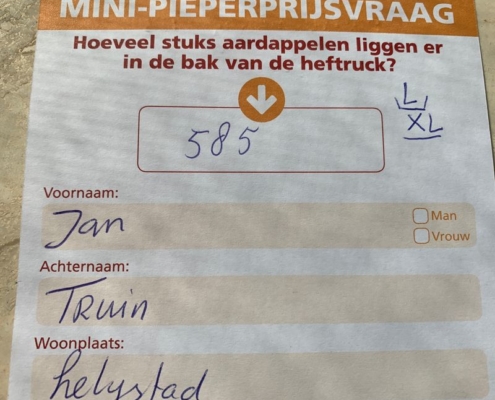 MINI-PIEPERPRIJSVRAAG
Hoeveel stuks aardappelen liggen er
in de bak van de heftruck?
L
585
XL
Voornaam:
Jan
Man
Vrouw
Achternaam:
Truin
Woonplaats:
helystad